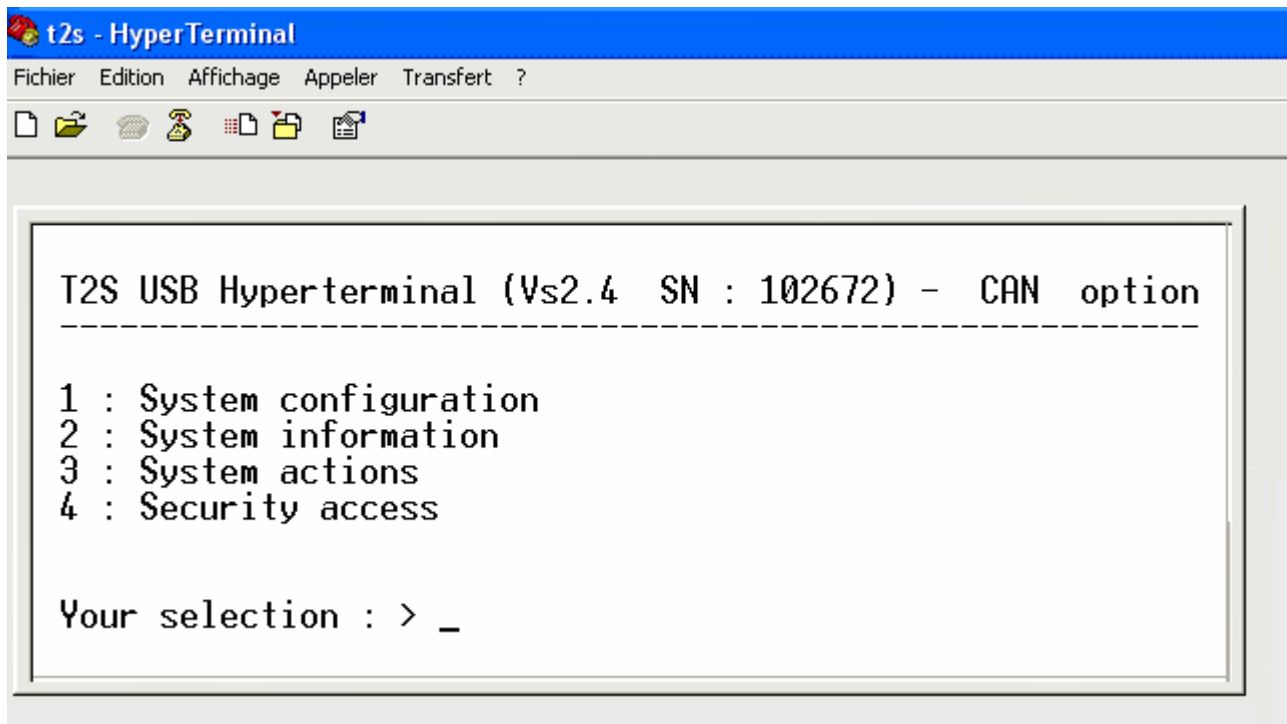 t2s - HyperTerminal
Fichier Edition Affichage Appeler Transfert ?
T2S USB Hyperterminal (Vs2.4 SN : 102672) - CAN option
-----------------------------------------------------------
1 : System configuration
2 : System information
3 : System actions
4 : Security access
Your selection : > _